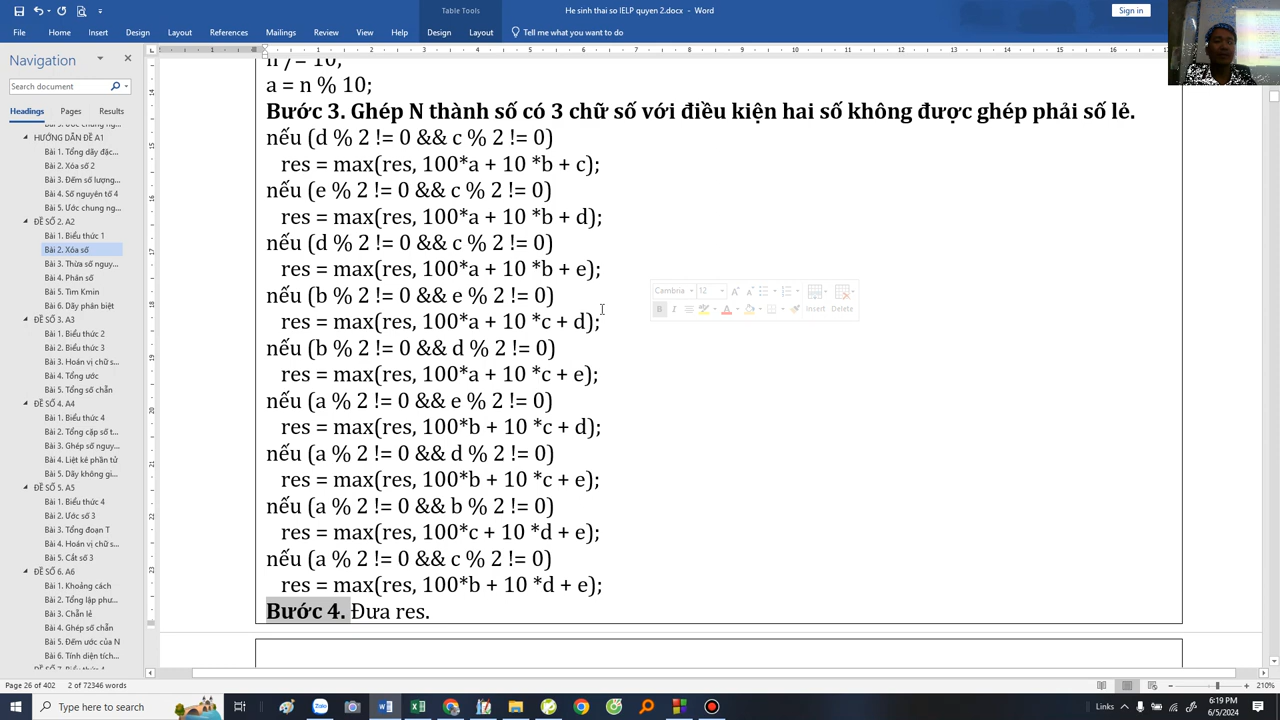 Table Tools
He sinh thai so IELP quyen 2.docx - Word
Sign in
File Home Insert Design Layout References Mailings Review View Help Design Layout Tell me what you want to do
Navigation
Search document
Headings Pages Results
HƯỚNG DẪN ĐỀ A1
Bài 1. Tổng dãy đặc...
Bài 2. Xóa số 2
Bài 3. Đếm số lượng...
Bài 4. Số nguyên tố 4
Bài 5. Ước chung ng...
ĐỀ SỐ 2. A2
Bài 1. Biểu thức 1
Bài 2. Xóa số
Bài 3. Thừa số nguy...
Bài 4. Phân số
Bài 5. Tìm Kmin
Bài 6. Dãy phân biệt
ĐỀ SỐ 3. A3
Bài 1. Biểu thức 2
Bài 2. Biểu thức 3
Bài 3. Hoán vị chữ s...
Bài 4. Tổng ước
Bài 5. Tổng số chẵn
ĐỀ SỐ 4. A4
Bài 1. Biểu thức 4
Bài 2. Tổng cặp số t...
Bài 3. Ghép số nguy...
Bài 4. Liệt kê phần tử
Bài 5. Dãy không gi...
ĐỀ SỐ 5. A5
Bài 1. Biểu thức 4
Bài 2. Ước số 3
Bài 3. Tổng đoạn T
Bài 4. Hoán vị chữ s...
Bài 5. Cắt số 3
ĐỀ SỐ 6. A6
Bài 1. Khoảng cách
Bài 2. Tổng lập phư...
Bài 3. Chẵn lẻ
Bài 4. Ghép số chẵn
Bài 5. Đếm ước của N
Bài 6. Tính diện tích...
n /= 10;
a = n % 10;
Bước 3. Ghép N thành số có 3 chữ số với điều kiện hai số không được ghép phải số lẻ.
nếu (d % 2 != 0 && c % 2 != 0)
res = max(res, 100*a + 10 *b + c);
nếu (e % 2 != 0 && c % 2 != 0)
res = max(res, 100*a + 10 *b + d);
nếu (d % 2 != 0 && c % 2 != 0)
res = max(res, 100*a + 10 *b + e);
nếu (b % 2 != 0 && e % 2 != 0)
res = max(res, 100*a + 10 *c + d);
nếu (b % 2 != 0 && d % 2 != 0)
res = max(res, 100*a + 10 *c + e);
nếu (a % 2 != 0 && e % 2 != 0)
res = max(res, 100*b + 10 *c + d);
nếu (a % 2 != 0 && d % 2 != 0)
res = max(res, 100*b + 10 *c + e);
nếu (a % 2 != 0 && b % 2 != 0)
res = max(res, 100*c + 10 *d + e);
nếu (a % 2 != 0 && c % 2 != 0)
res = max(res, 100*b + 10 *d + e);
Bước 4. Đưa res.
Cambria 12
B I Insert Delete
Page 26 of 402 2 of 72346 words
210%
Type here to search
Links
6:19 PM
6/5/2024